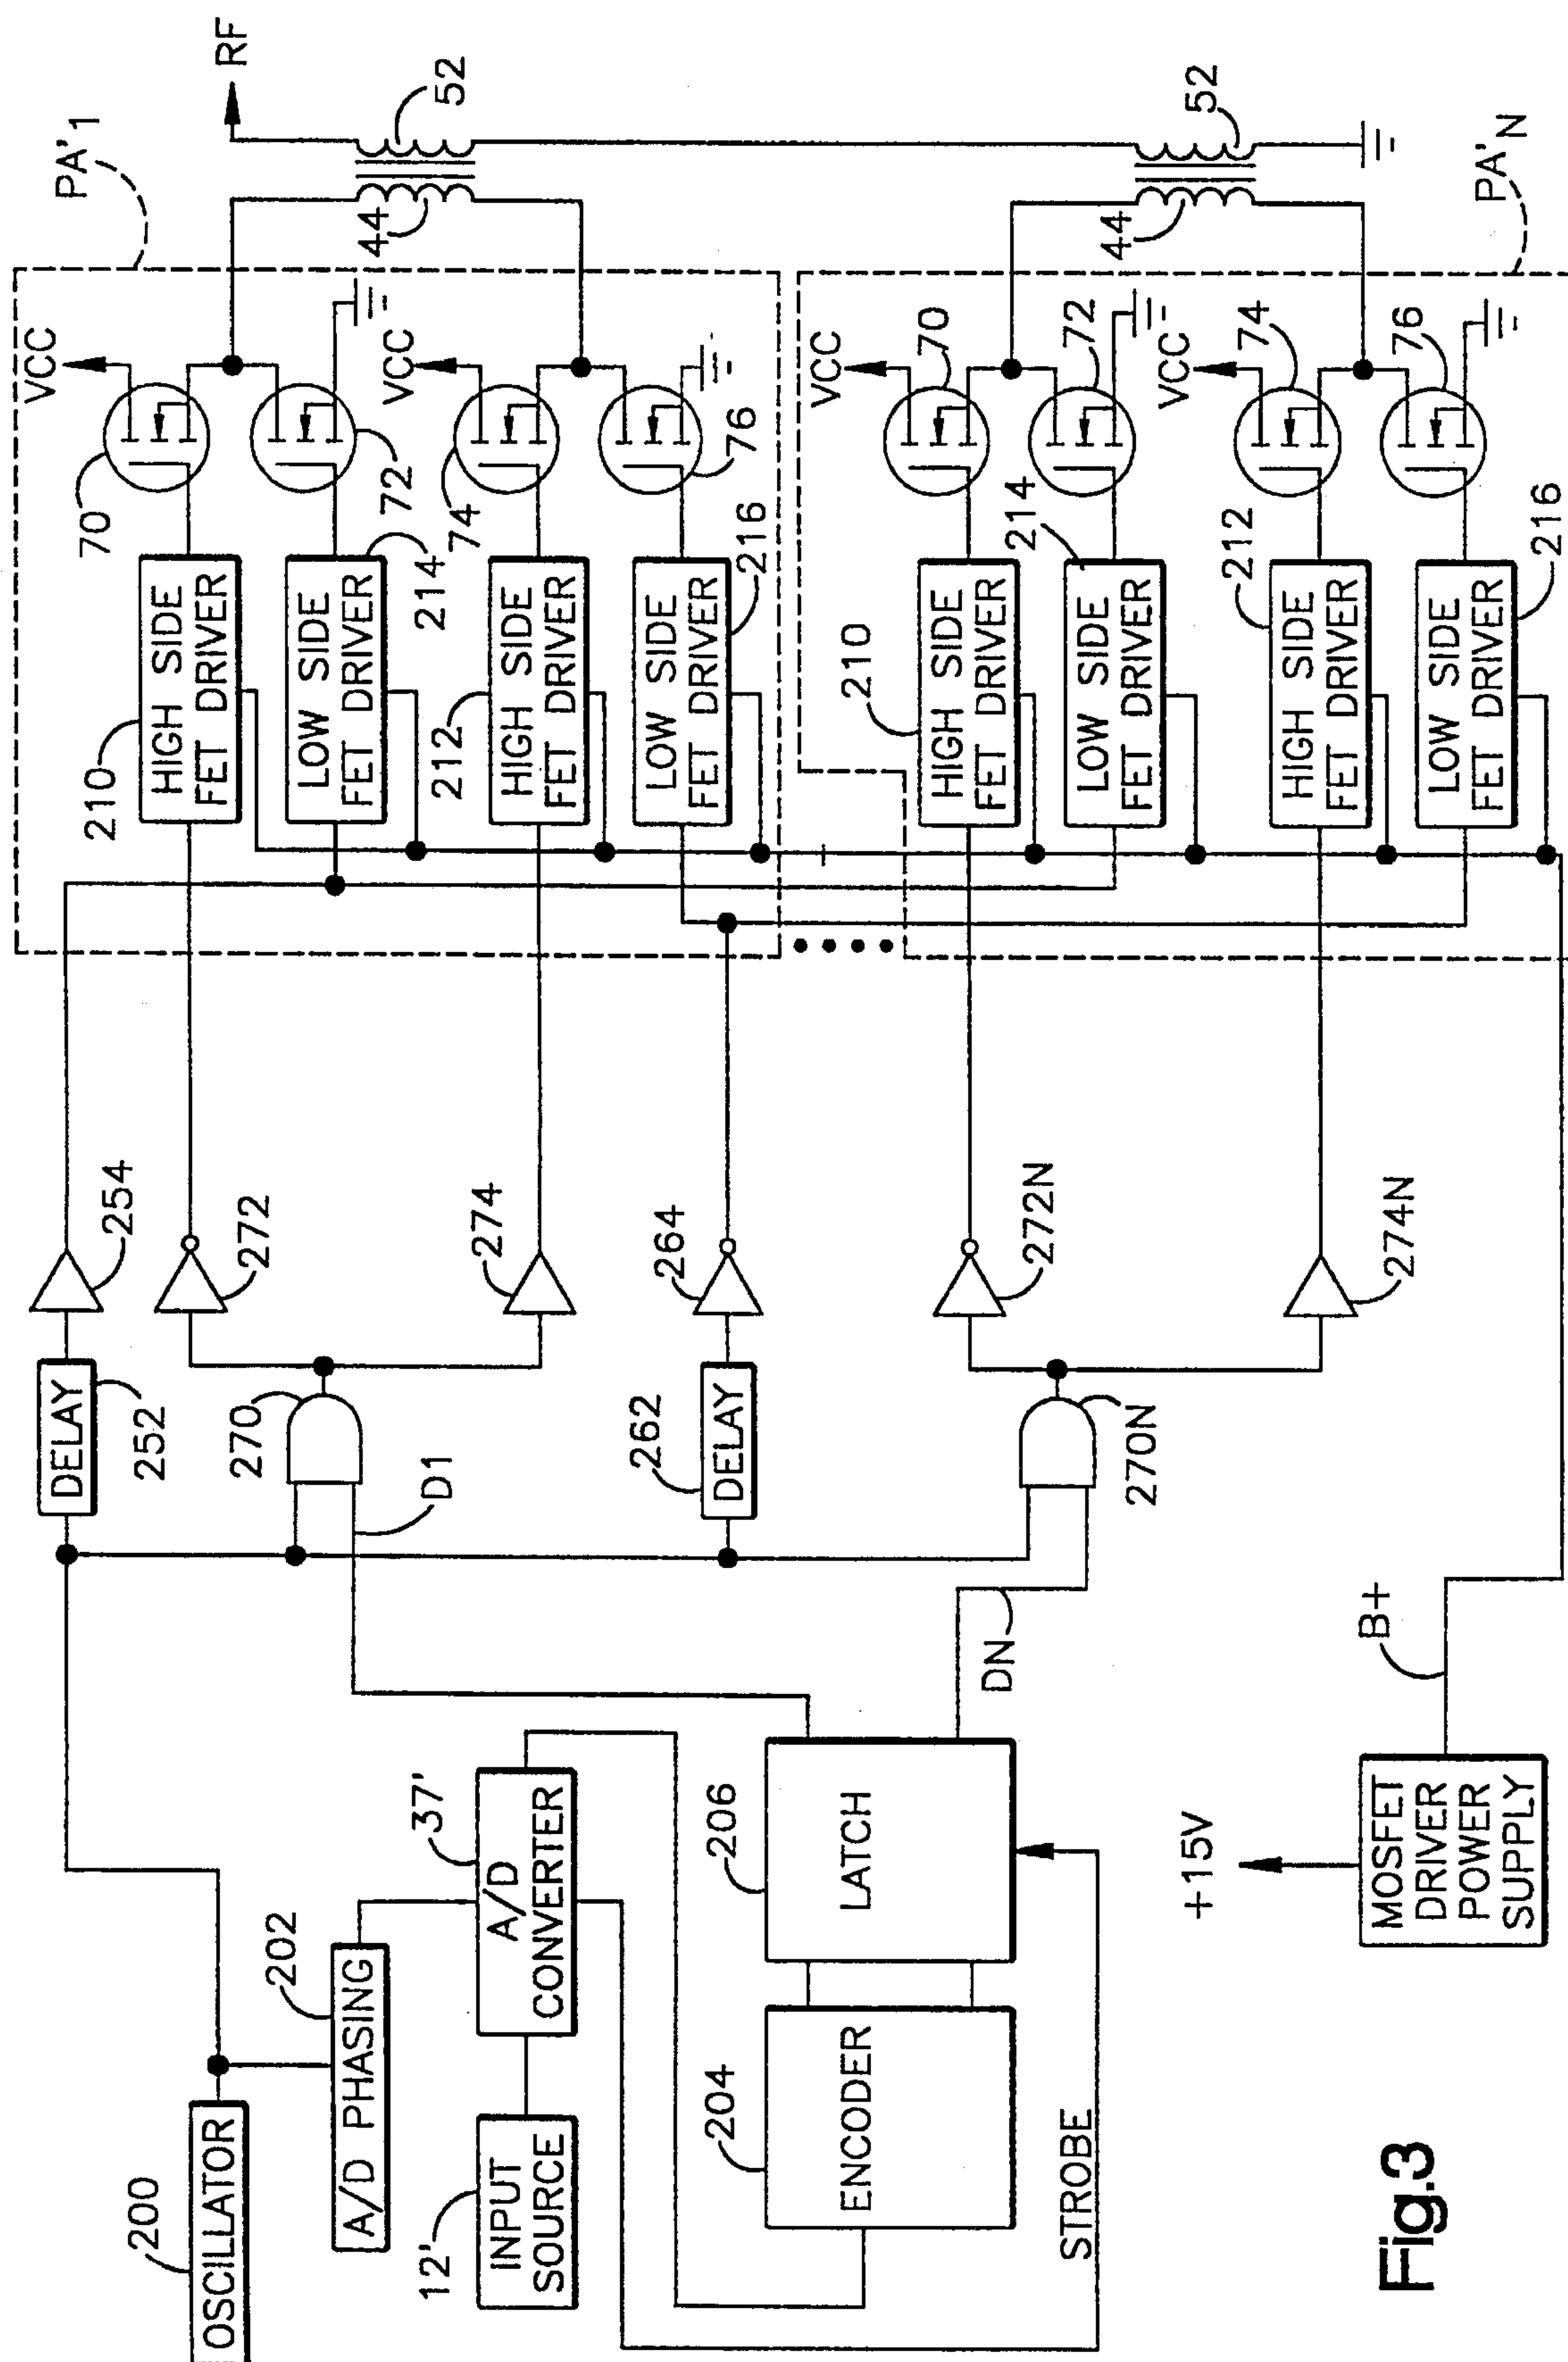 200
OSCILLATOR
202
A/D PHASING
12'
INPUT
SOURCE
37'
A/D
CONVERTER
204
ENCODER
206
LATCH
STROBE
+15V
MOSFET
DRIVER
POWER
SUPPLY
B+
DELAY
252
254
270
D1
272
274
262
DELAY
264
DN
270N
272N
274N
PA'1
210
HIGH SIDE
FET DRIVER
70
VCC
LOW SIDE
FET DRIVER
214
72
212
HIGH SIDE
FET DRIVER
74
VCC
LOW SIDE
FET DRIVER
216
76
44
52
RF
PA'N
210
HIGH SIDE
FET DRIVER
VCC
70
LOW SIDE
FET DRIVER
214
72
212
HIGH SIDE
FET DRIVER
VCC
74
LOW SIDE
FET DRIVER
216
76
44
52
Fig.3